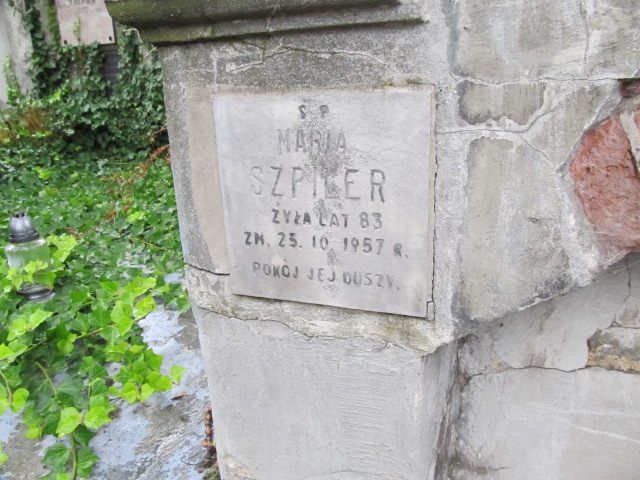 Ś P
MARIA
SZPILER
ŻYŁA LAT 83
ZM. 25. 10. 1957 R.
POKÓJ JEJ DUSZY.